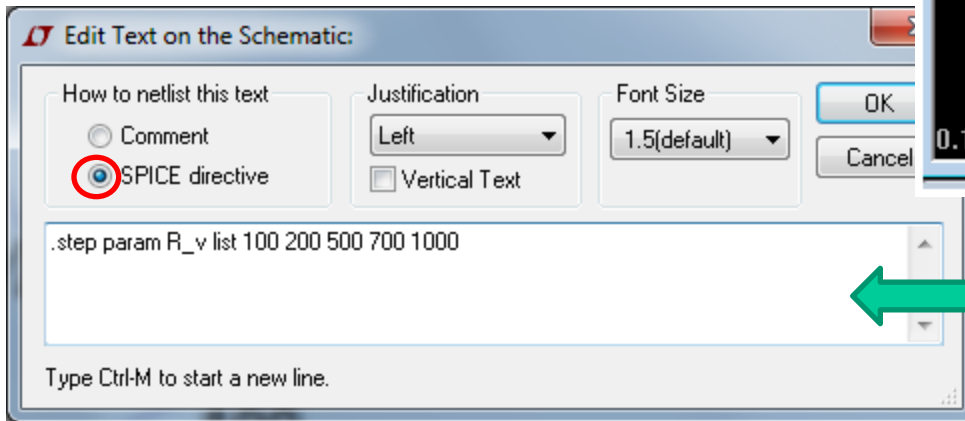 Edit Text on the Schematic:
How to netlist this text
Comment
SPICE directive
Justification
Left
Vertical Text
Font Size
1.5(default)
OK
Cancel
.step param R_v list 100 200 500 700 1000
Type Ctrl-M to start a new line.